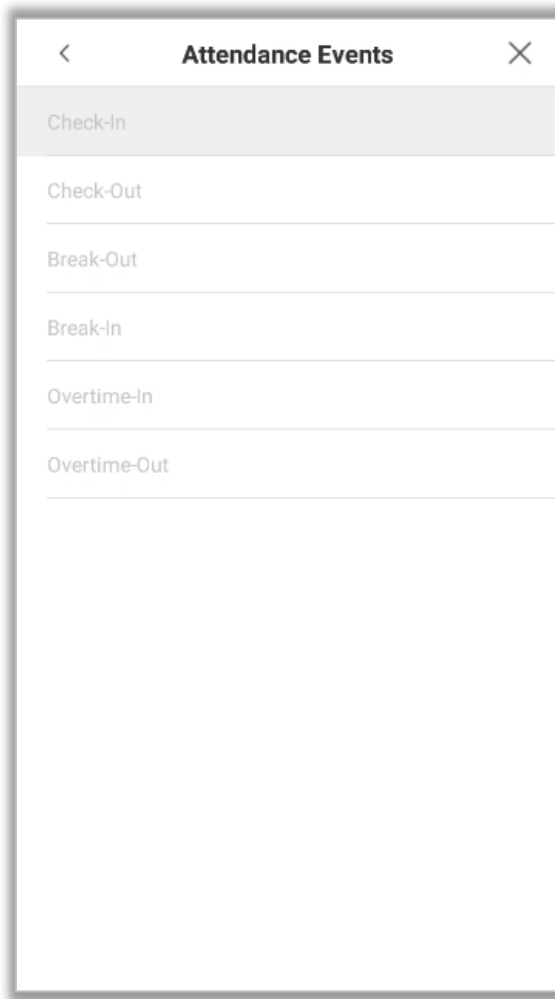 Attendance Events
Check-In
Check-Out
Break-Out
Break-In
Overtime-In
Overtime-Out